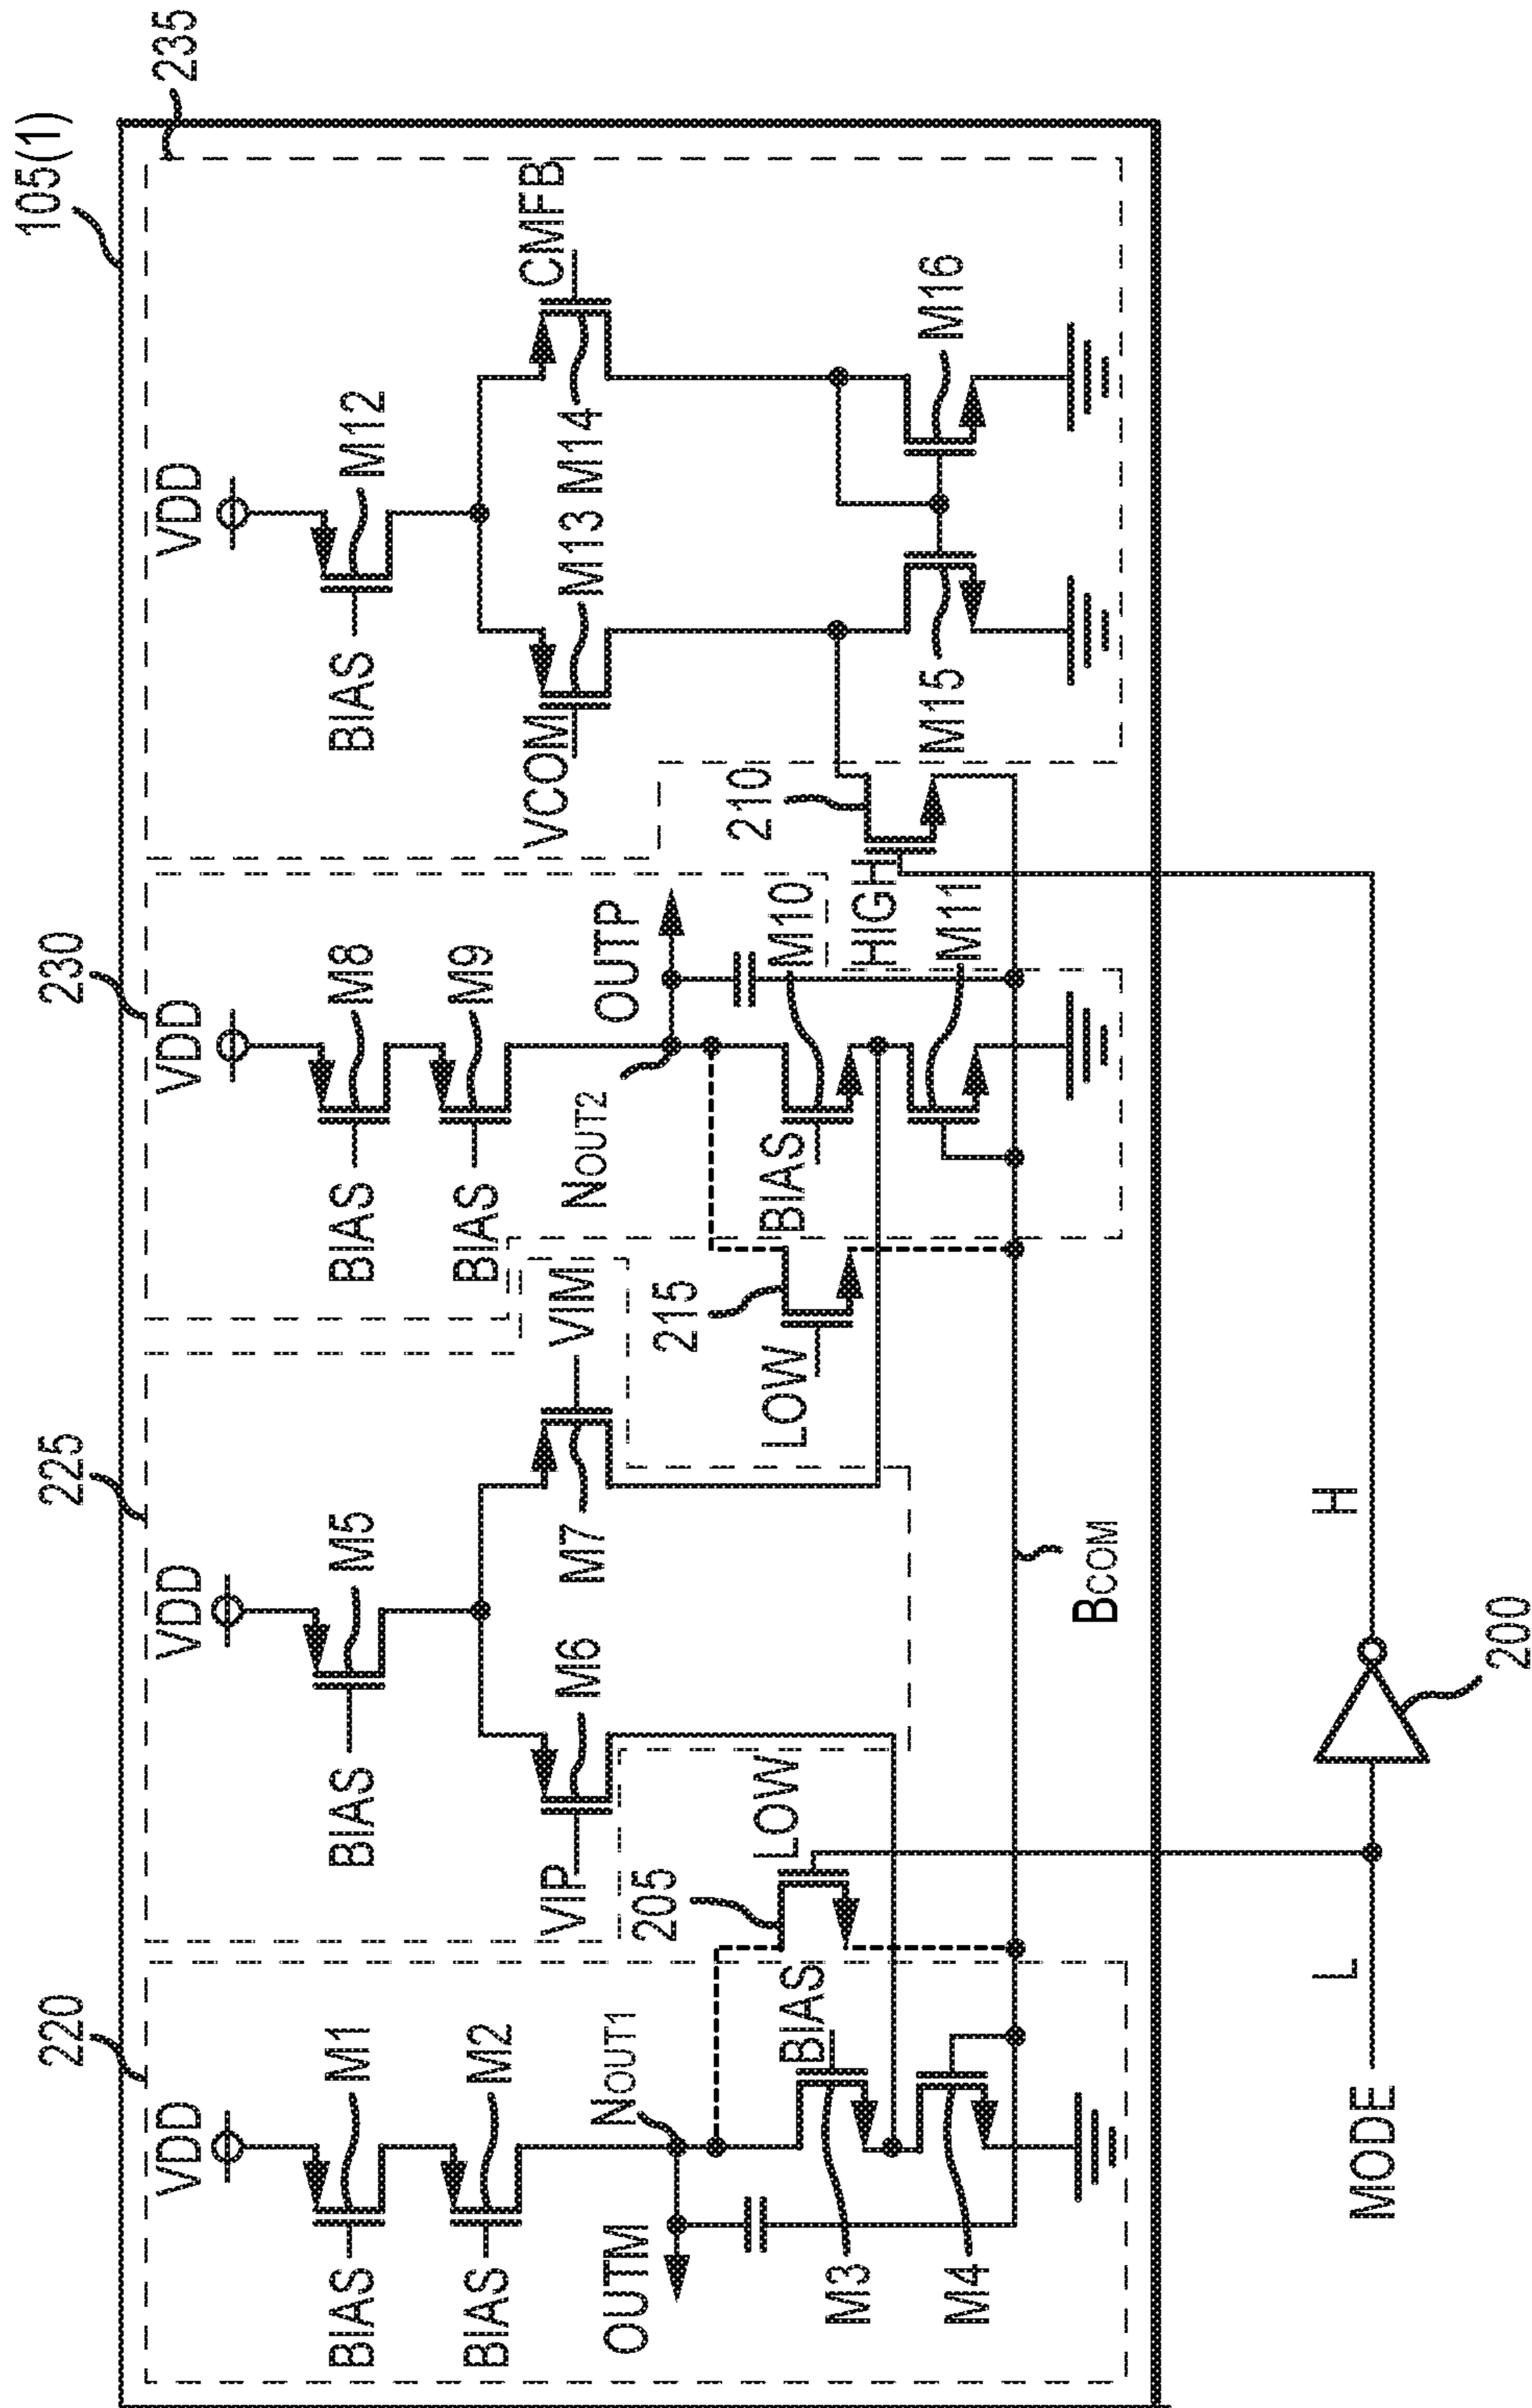 105(1)
220
225
230
235
VDD
VDD
VDD
VDD
BIAS
M1
BIAS
M5
BIAS
M8
BIAS
M12
BIAS
M2
BIAS
M9
VIP
M6
M7
VIM
VCOM
M13
M14
CMFB
OUTM
NOUT1
NOUT2
OUTP
205
LOW
215
LOW
210
HIGH
BIAS
M3
M4
BIAS
M10
M11
M15
M16
BCOM
MODE
L
H
200